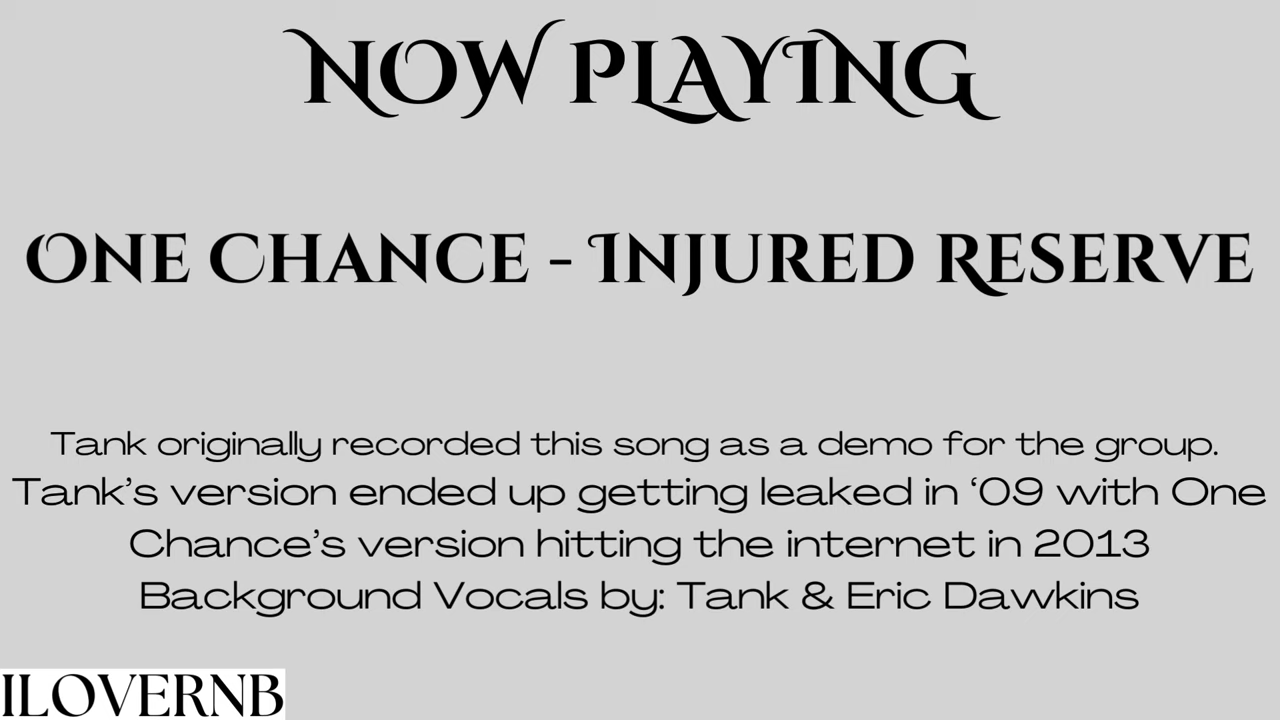 NOW PLAYING
ONE CHANCE - INJURED RESERVE
Tank originally recorded this song as a demo for the group.
Tank’s version ended up getting leaked in ‘09 with One
Chance’s version hitting the internet in 2013
Background Vocals by: Tank & Eric Dawkins
ILOVERNB